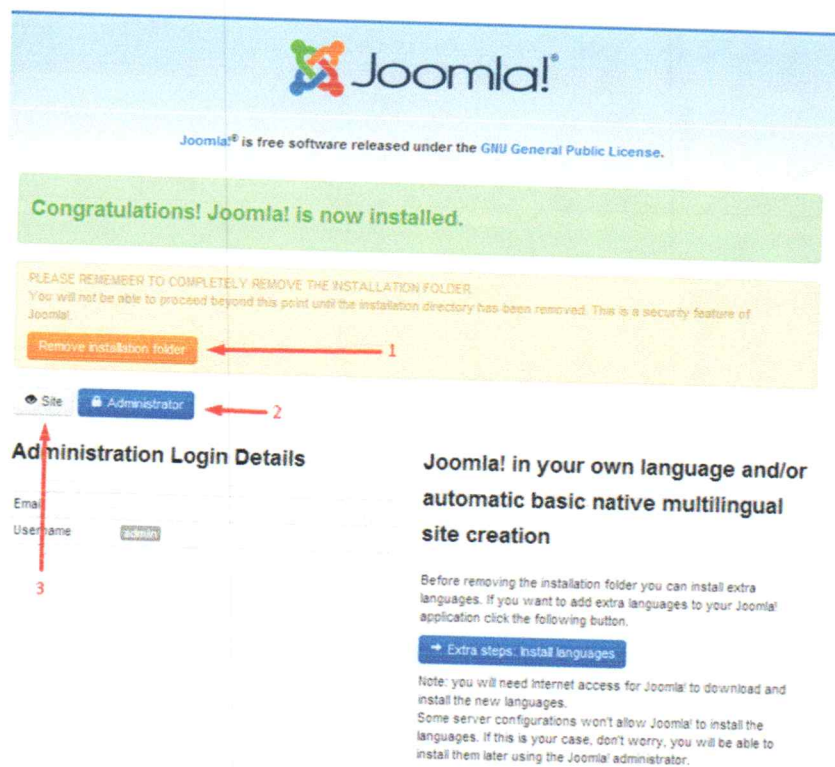 Joomla!®
Joomla!® is free software released under the GNU General Public License.
Congratulations! Joomla! is now installed.
PLEASE REMEMBER TO COMPLETELY REMOVE THE INSTALLATION FOLDER.
You will not be able to proceed beyond this point until the installation directory has been removed. This is a security feature of
Joomla!.
Remove installation folder
1
Site
Administrator
2
Administration Login Details
Email
Username admin
3
Joomla! in your own language and/or
automatic basic native multilingual
site creation
Before removing the installation folder you can install extra
languages. If you want to add extra languages to your Joomla!
application click the following button.
→ Extra steps: Install languages
Note: you will need Internet access for Joomla! to download and
install the new languages.
Some server configurations won't allow Joomla! to install the
languages. If this is your case, don't worry, you will be able to
install them later using the Joomla! administrator.